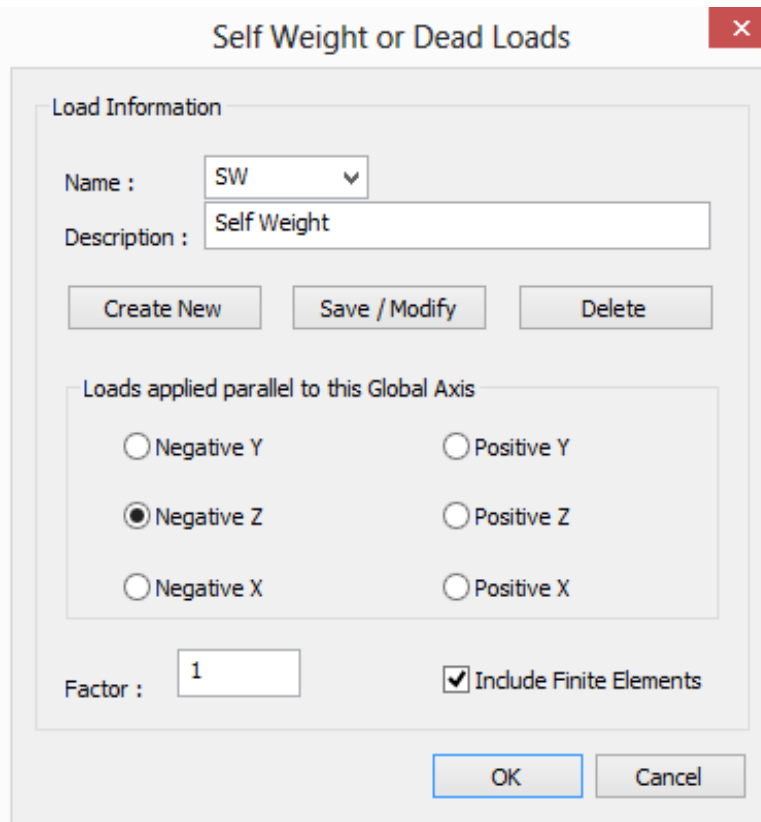 Self Weight or Dead Loads
Load Information
Name : SW
Description : Self Weight
Create New Save / Modify Delete
Loads applied parallel to this Global Axis
Negative Y Positive Y
Negative Z Positive Z
Negative X Positive X
Factor : 1 Include Finite Elements
OK Cancel